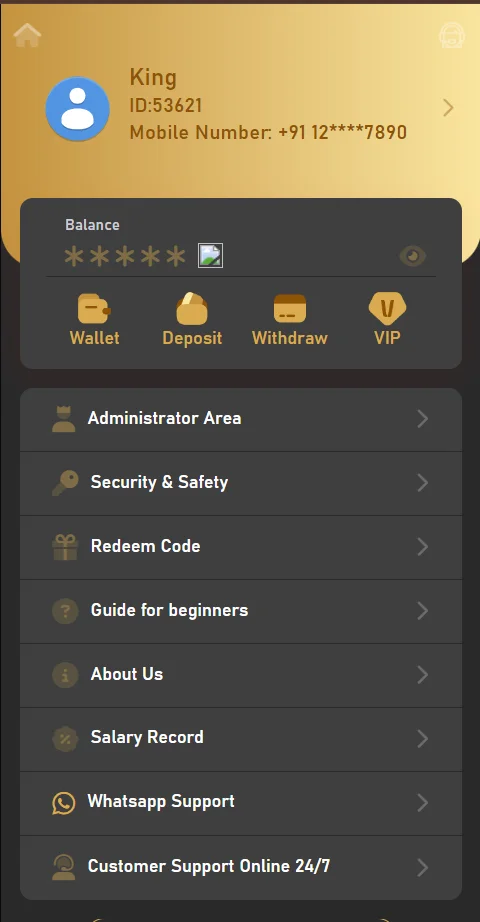 King
ID:53621
Mobile Number: +91 12****7890
Balance
*****
Wallet Deposit Withdraw VIP
Administrator Area
Security & Safety
Redeem Code
Guide for beginners
About Us
Salary Record
Whatsapp Support
Customer Support Online 24/7